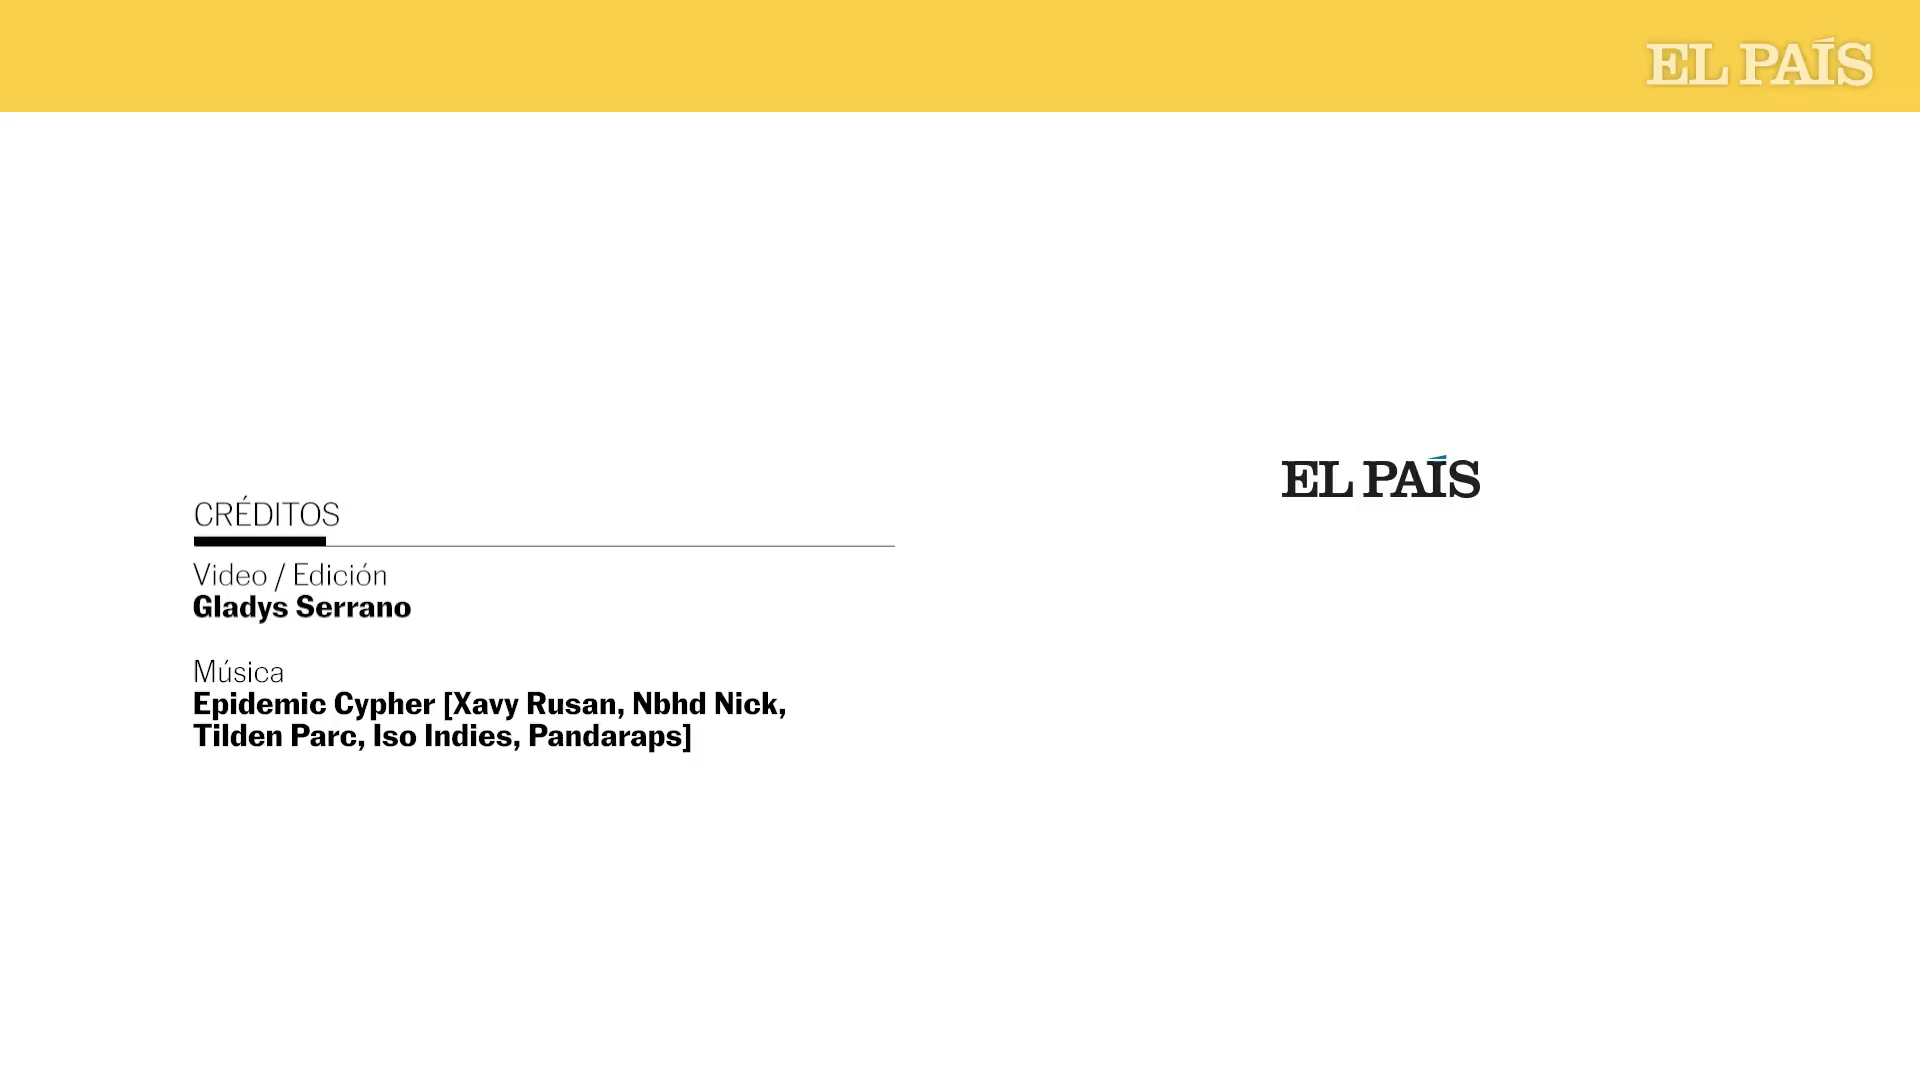 EL PAÍS
EL PAÍS
CRÉDITOS
Video / Edición
Gladys Serrano
Música
Epidemic Cypher [Xavy Rusan, Nbhd Nick,
Tilden Parc, Iso Indies, Pandaraps]